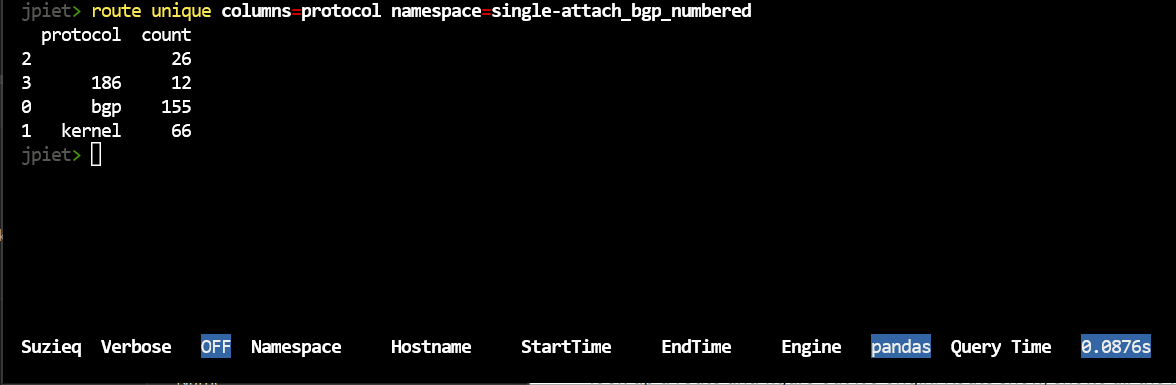 jpiet> route unique columns=protocol namespace=single-attach_bgp_numbered
protocol count
2 26
3 186 12
0 bgp 155
1 kernel 66
jpiet>
Suzieq Verbose OFF Namespace Hostname StartTime EndTime Engine pandas Query Time 0.0876s